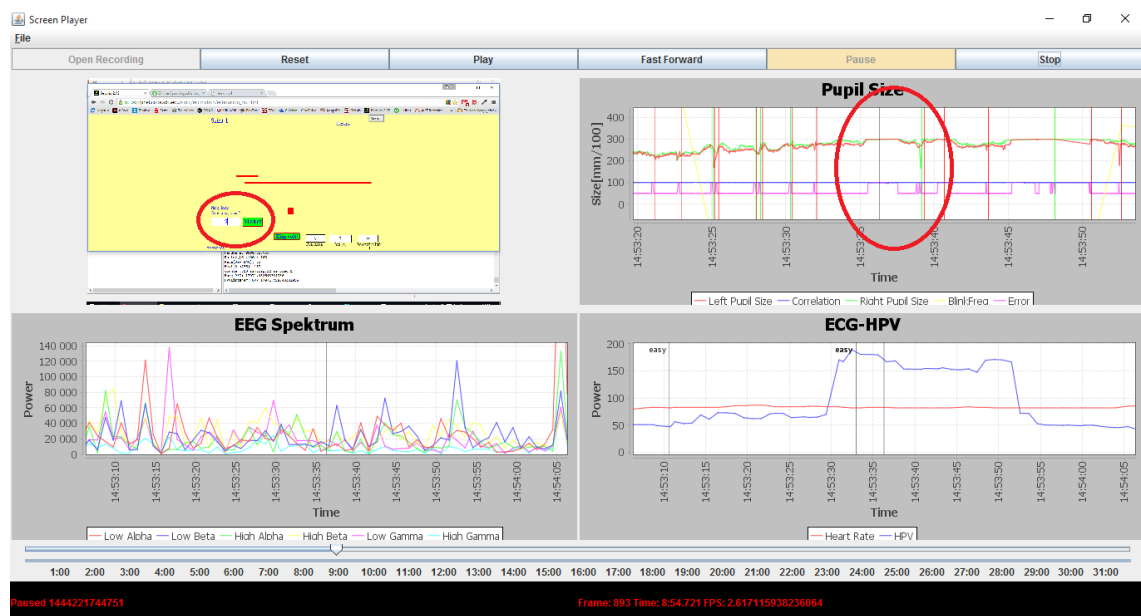 Screen Player
File
Open Recording Reset Play Fast Forward Pause Stop
Pupil Size
Size[mm/100]
400
300
200
100
0
14:53:20 14:53:25 14:53:30 14:53:35 14:53:40 14:53:45 14:53:50
Time
Left Pupil Size Correlation Right Pupil Size BlinkFreq Error
EEG Spektrum
Power
140 000
120 000
100 000
80 000
60 000
40 000
20 000
0
14:53:10 14:53:15 14:53:20 14:53:25 14:53:30 14:53:35 14:53:40 14:53:45 14:53:50 14:53:55 14:54:00 14:54:05
Time
Low Alpha Low Beta High Alpha High Beta Low Gamma High Gamma
ECG-HPV
Power
200
150
100
50
0
easy easy
14:53:10 14:53:15 14:53:20 14:53:25 14:53:30 14:53:35 14:53:40 14:53:45 14:53:50 14:53:55 14:54:00 14:54:05
Time
Heart Rate HPV
1:00 2:00 3:00 4:00 5:00 6:00 7:00 8:00 9:00 10:00 11:00 12:00 13:00 14:00 15:00 16:00 17:00 18:00 19:00 20:00 21:00 22:00 23:00 24:00 25:00 26:00 27:00 28:00 29:00 30:00 31:00
Paused 1444221744751 Frame: 893 Time: 8:54.721 FPS: 2.617115938236064